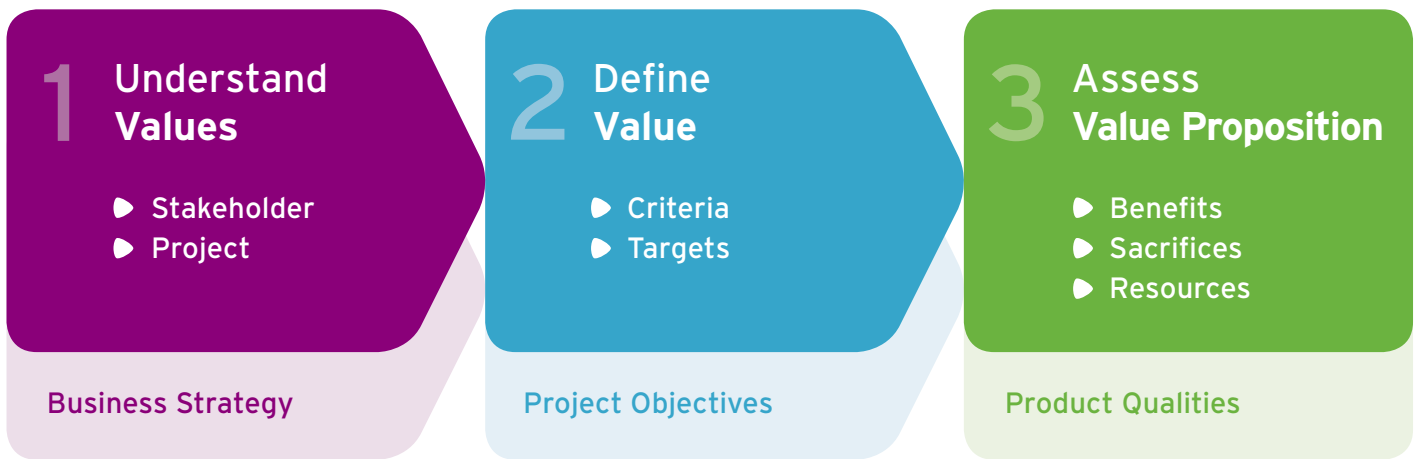 1
Understand
Values
Stakeholder
Project
Business Strategy
2
Define
Value
Criteria
Targets
Project Objectives
3
Assess
Value Proposition
Benefits
Sacrifices
Resources
Product Qualities